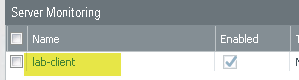 Server Monitoring
Name Enabled
lab-client